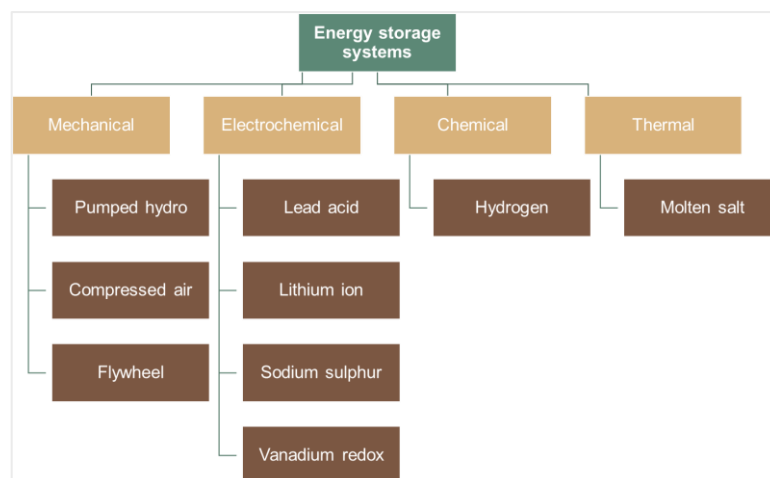 Energy storage
systems
Mechanical
Electrochemical
Chemical
Thermal
Pumped hydro
Lead acid
Hydrogen
Molten salt
Compressed air
Lithium ion
Flywheel
Sodium sulphur
Vanadium redox